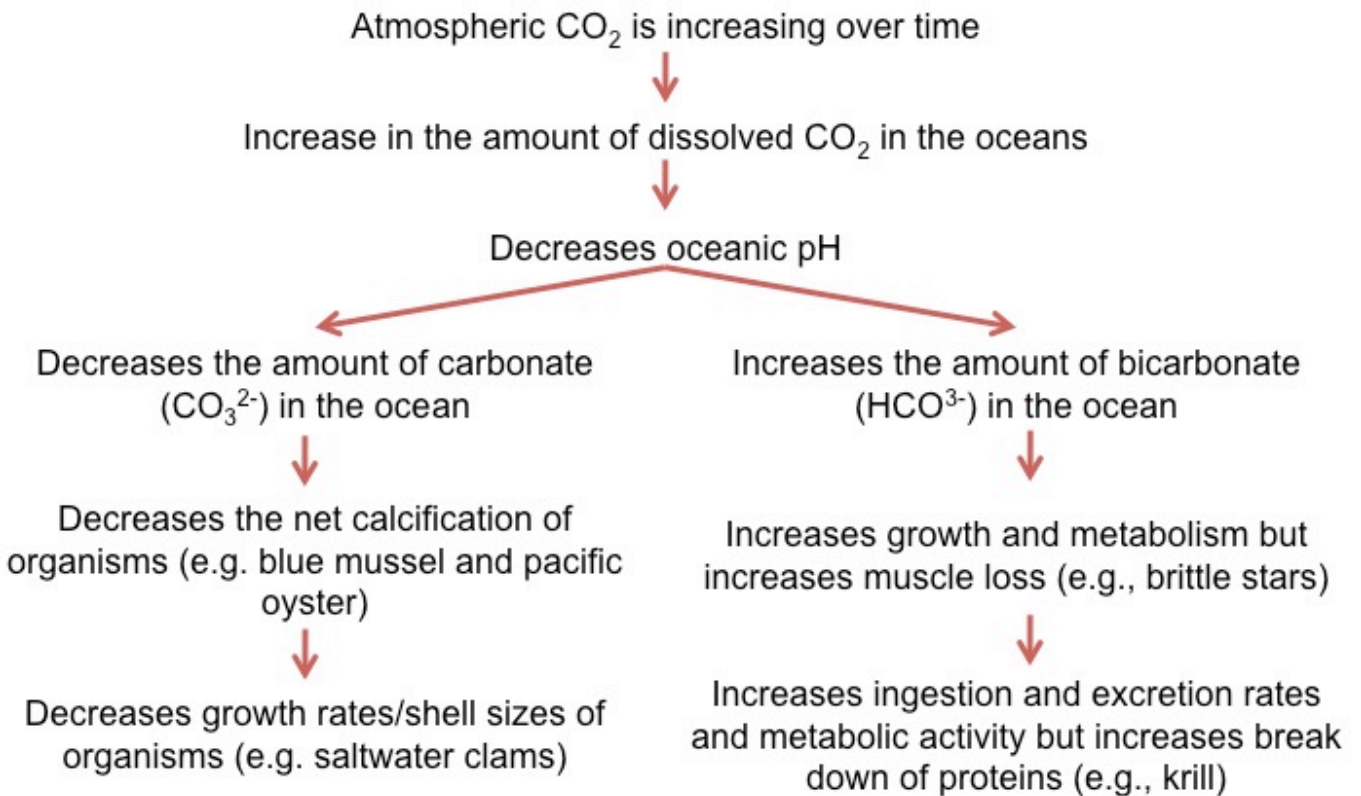 Atmospheric CO₂ is increasing over time
Increase in the amount of dissolved CO₂ in the oceans
Decreases oceanic pH
Decreases the amount of carbonate
(CO₃²⁻) in the ocean
Decreases the net calcification of
organisms (e.g. blue mussel and pacific
oyster)
Decreases growth rates/shell sizes of
organisms (e.g. saltwater clams)
Increases the amount of bicarbonate
(HCO³⁻) in the ocean
Increases growth and metabolism but
increases muscle loss (e.g., brittle stars)
Increases ingestion and excretion rates
and metabolic activity but increases break
down of proteins (e.g., krill)